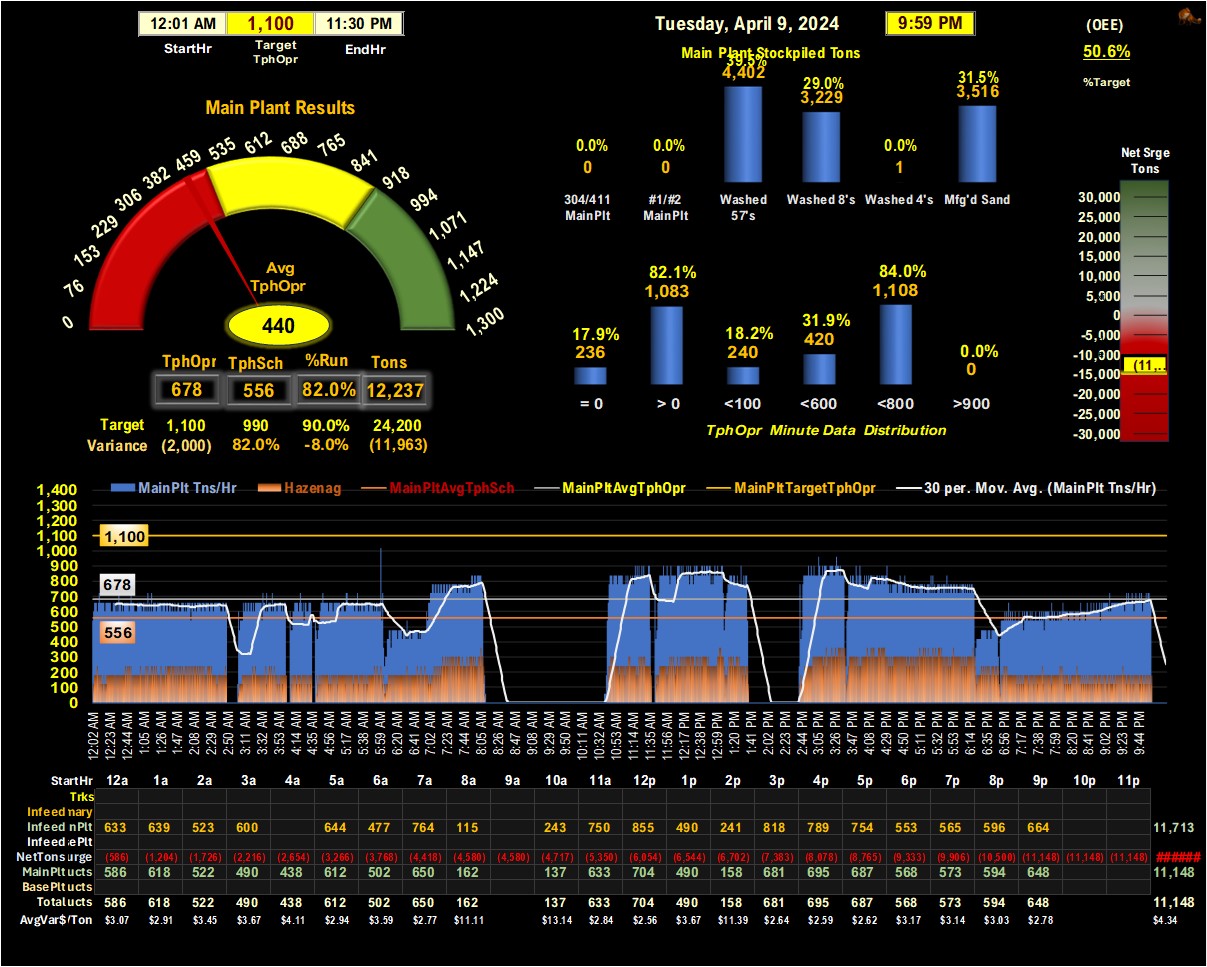 12:01 AM 1,100 11:30 PM
StartHr Target TphOpr EndHr
Tuesday, April 9, 2024 9:59 PM
(OEE)
50.6%
%Target
Main Plant Stockpiled Tons
39.5% 29.0% 31.5%
4,402 3,229 3,516
0.0% 0.0% 0.0%
0 0 1
304/411 MainPlt #1/#2 MainPlt Washed 57's Washed 8's Washed 4's Mfg'd Sand
Main Plant Results
0 76 153 229 306 382 459 535 612 688 765 841 918 994 1,071 1,147 1,224 1,300
Avg
TphOpr
440
TphOpr TphSch %Run Tons
678 556 82.0% 12,237
Target 1,100 990 90.0% 24,200
Variance (2,000) 82.0% -8.0% (11,963)
17.9% 82.1% 18.2% 31.9% 84.0% 0.0%
236 1,083 240 420 1,108 0
= 0 > 0 <100 <600 <800 >900
TphOpr Minute Data Distribution
Net Srge
Tons
30,000
25,000
20,000
15,000
10,000
5,000
0
-5,000
-10,000
(11,..
-15,000
-20,000
-25,000
-30,000
MainPlt Tns/Hr Hazenag MainPltAvgTphSch MainPltAvgTphOpr MainPltTargetTphOpr 30 per. Mov. Avg. (MainPlt Tns/Hr)
1,400
1,300
1,200
1,100
1,000
900
800
700
600
500
400
300
200
100
0
1,100
678
556
12:02 AM 12:23 AM 12:44 AM 1:05 AM 1:26 AM 1:47 AM 2:08 AM 2:29 AM 2:50 AM 3:11 AM 3:32 AM 3:53 AM 4:14 AM 4:35 AM 4:56 AM 5:17 AM 5:38 AM 5:59 AM 6:20 AM 6:41 AM 7:02 AM 7:23 AM 7:44 AM 8:05 AM 8:26 AM 8:47 AM 9:08 AM 9:29 AM 9:50 AM 10:11 AM 10:32 AM 10:53 AM 11:14 AM 11:35 AM 11:56 AM 12:17 PM 12:38 PM 12:59 PM 1:20 PM 1:41 PM 2:02 PM 2:23 PM 2:44 PM 3:05 PM 3:26 PM 3:47 PM 4:08 PM 4:29 PM 4:50 PM 5:11 PM 5:32 PM 5:53 PM 6:14 PM 6:35 PM 6:56 PM 7:17 PM 7:38 PM 7:59 PM 8:20 PM 8:41 PM 9:02 PM 9:23 PM 9:44 PM
StartHr 12a 1a 2a 3a 4a 5a 6a 7a 8a 9a 10a 11a 12p 1p 2p 3p 4p 5p 6p 7p 8p 9p 10p 11p
Trks
Infeed mary
Infeed nPlt 633 639 523 600 644 477 764 115 243 750 855 490 241 818 789 754 553 565 596 664 11,713
Infeed ePlt
NetTons urge (586) (1,204) (1,726) (2,216) (2,654) (3,266) (3,768) (4,418) (4,580) (4,580) (4,717) (5,350) (6,054) (6,544) (6,702) (7,383) (8,078) (8,765) (9,333) (9,906) (10,500) (11,148) (11,148) (11,148) ######
MainPl ucts 586 618 522 490 438 612 502 650 162 137 633 704 490 158 681 695 687 568 573 594 648 11,148
BasePlt ucts
Totalucts 586 618 522 490 438 612 502 650 162 137 633 704 490 158 681 695 687 568 573 594 648 11,148
AvgVar$/Ton $3.07 $2.91 $3.45 $3.67 $4.11 $2.94 $3.59 $2.77 $11.11 $13.14 $2.84 $2.56 $3.67 $11.39 $2.64 $2.59 $2.62 $3.17 $3.14 $3.03 $2.78 $4.34